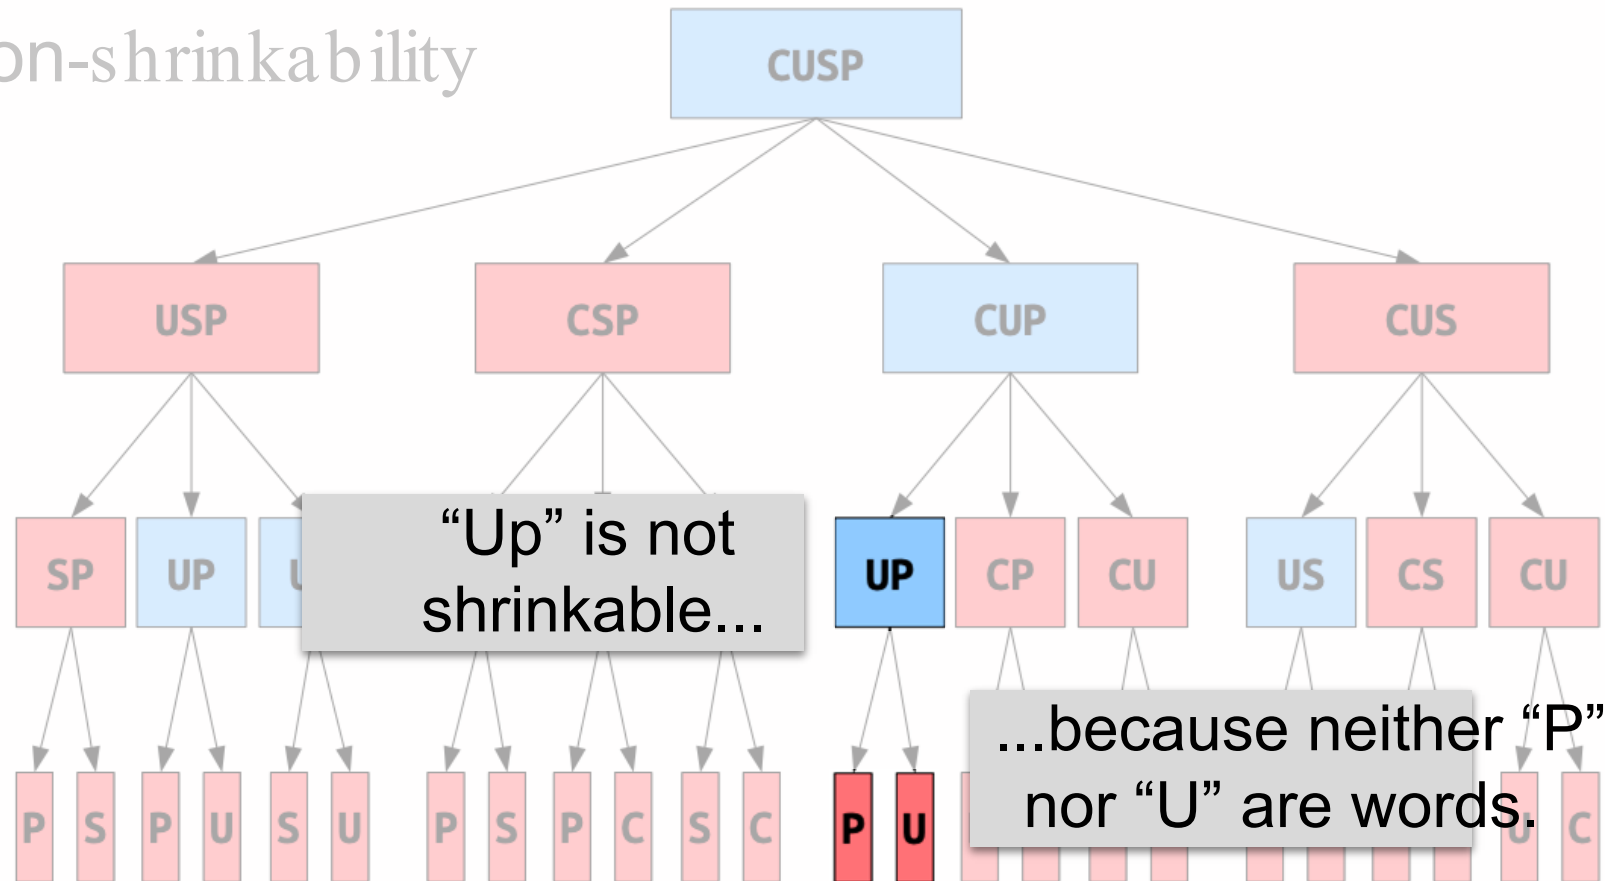 on-shrinkability
CUSP
USP CSP CUP CUS
“Up” is not
shrinkable...
SP UP UP CP CU US CS CU
...because neither “P”
nor “U” are words.
P S P U S U P S P C S C P U C